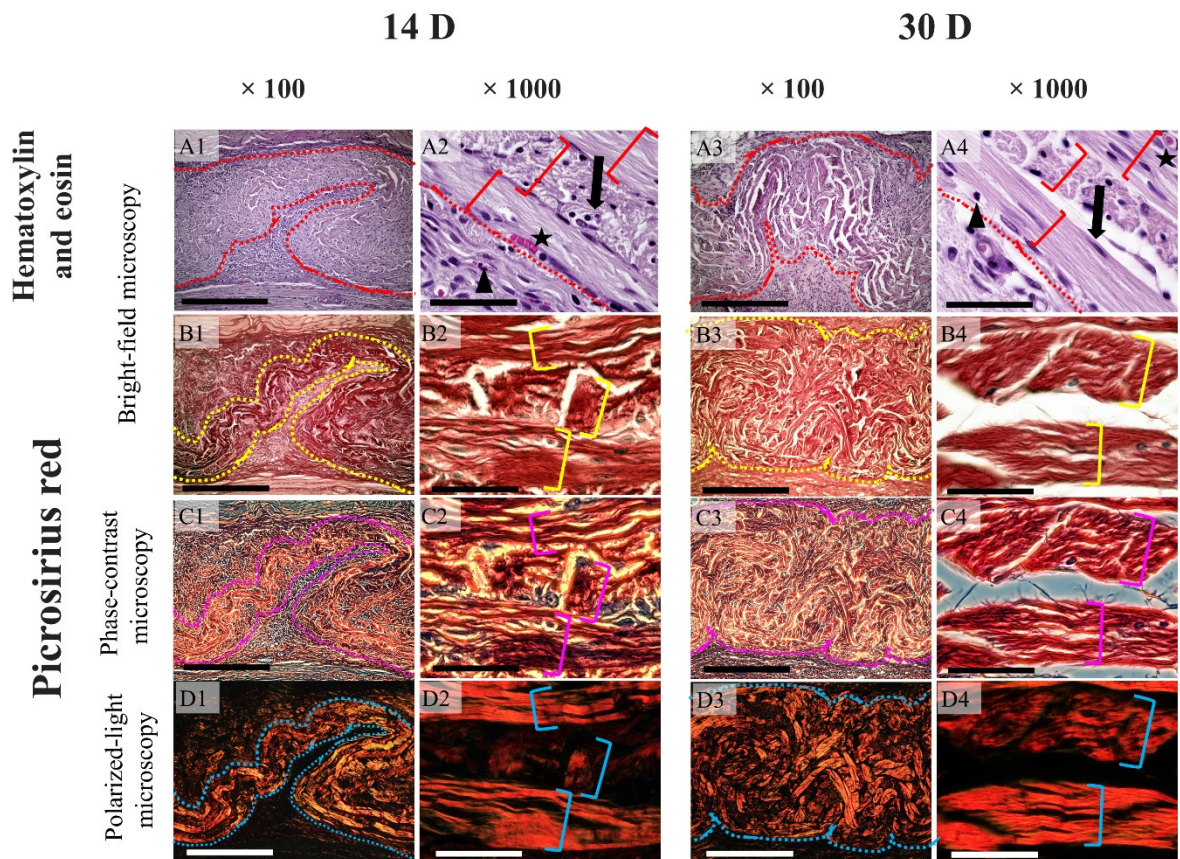 14 D
30 D
× 100
× 1000
× 100
× 1000
Hematoxylin
and eosin
Bright-field microscopy
A1
A2
A3
A4
Picrosirius red
B1
B2
B3
B4
Phase-contrast
microscopy
C1
C2
C3
C4
Polarized-light
microscopy
D1
D2
D3
D4